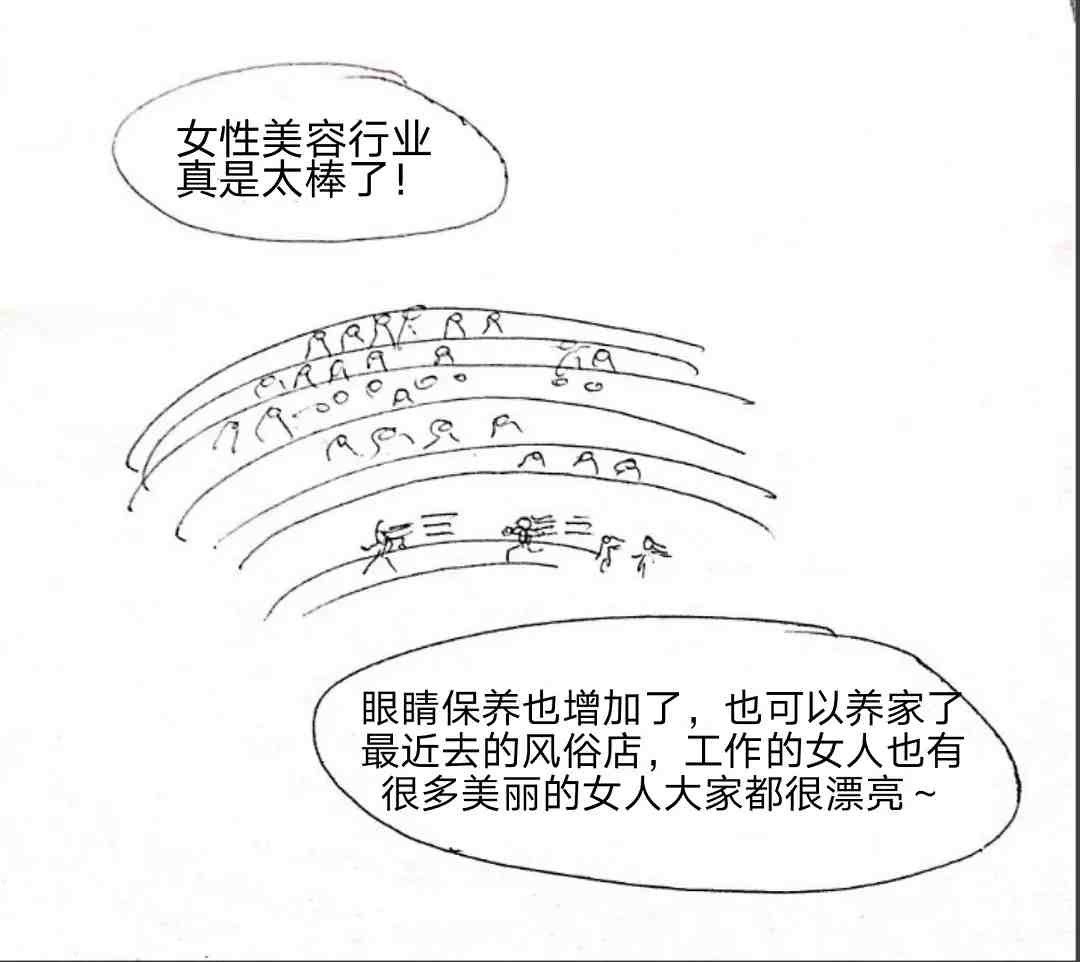 女性美容行业
真是太棒了！
眼睛保养也增加了，也可以养家了
最近去的风俗店，工作的女人也有
很多美丽的女人大家都很漂亮～